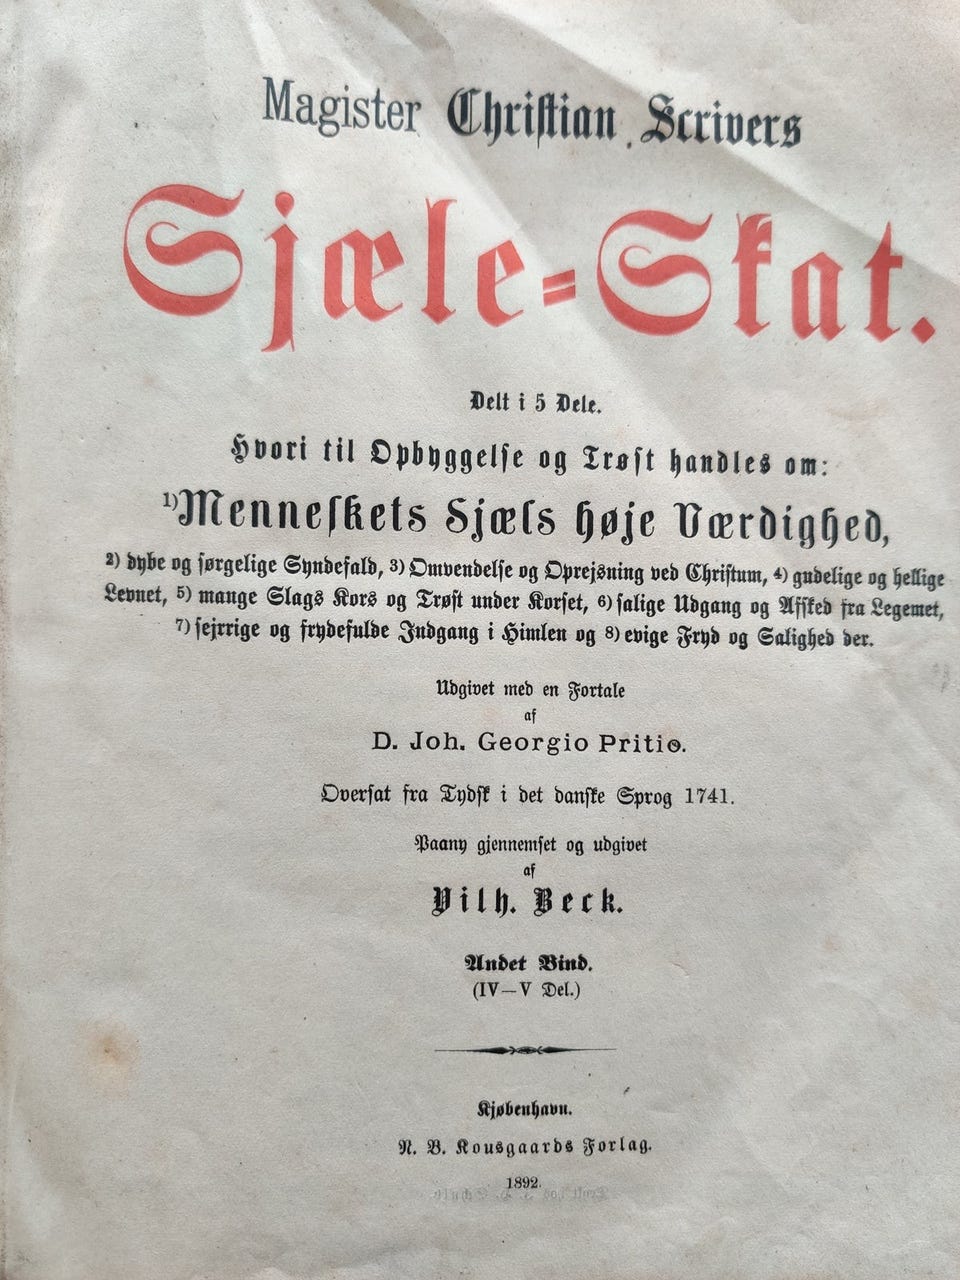 Magister Christian Scrivers
Sjæle-Skat.
Delt i 5 Dele.
Hvori til Opbyggelse og Trøst handles om:
1) Menneskets Sjæls høje Værdighed,
2) dybe og sørgelige Syndefald, 3) Omvendelse og Oprejsning ved Christum, 4) gudelige og hellige
Levnet, 5) mange Slags Kors og Trøst under Korset, 6) salige Udgang og Afsked fra Legemet,
7) sejrrige og frydefulde Indgang i Himlen og 8) evige Fryd og Salighed der.
Udgivet med en Fortale
af
D. Joh. Georgio Pritio.
Oversat fra Tydsk i det danske Sprog 1741.
Paany gjennemset og udgivet
af
Vilh. Beck.
Andet Bind.
(IV—V Del.)
Kjøbenhavn.
N. B. Kousgaards Forlag.
1892.